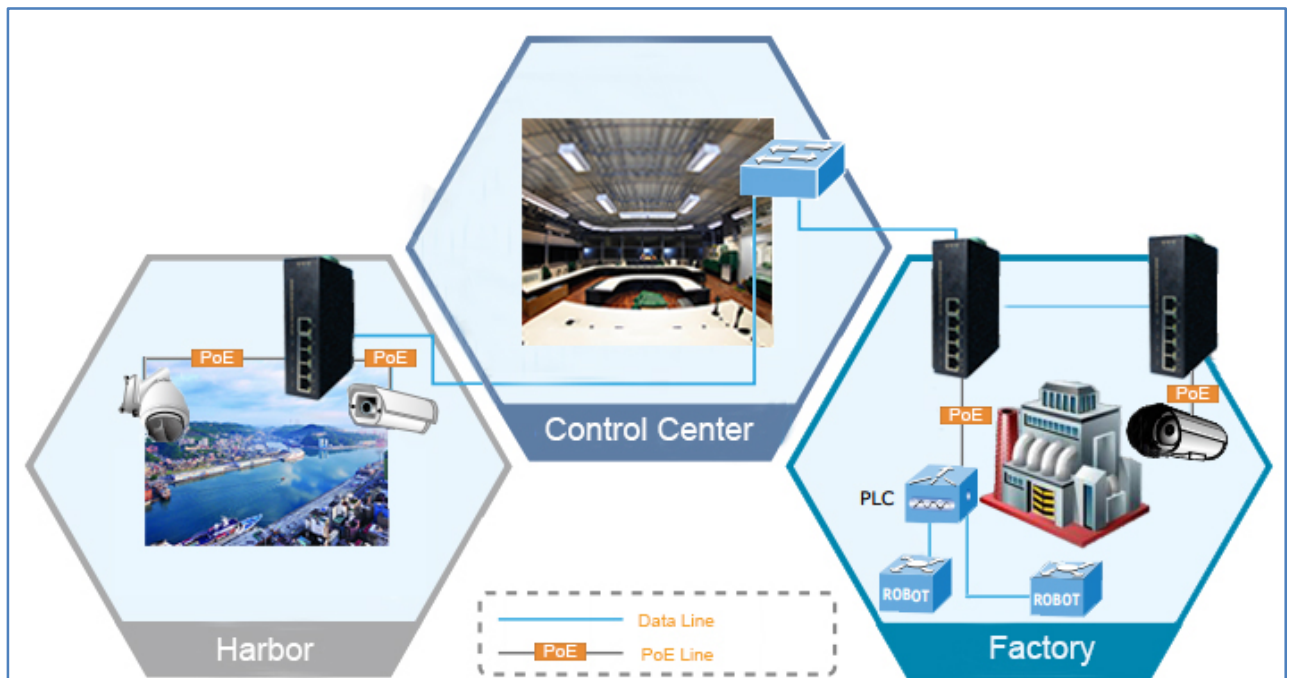 Control Center
PoE
PoE
Harbor
PoE
PoE
PLC
ROBOT
ROBOT
Factory
Data Line
PoE
PoE Line